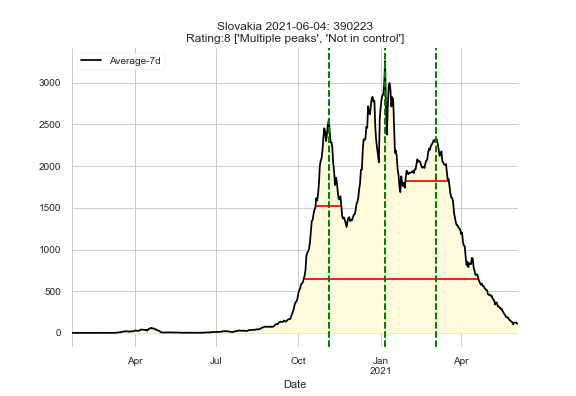 Slovakia 2021-06-04: 390223
Rating:8 ['Multiple peaks', 'Not in control']
Average-7d
3000
2500
2000
1500
1000
500
0
Apr Jul Oct Jan Apr
2021
Date